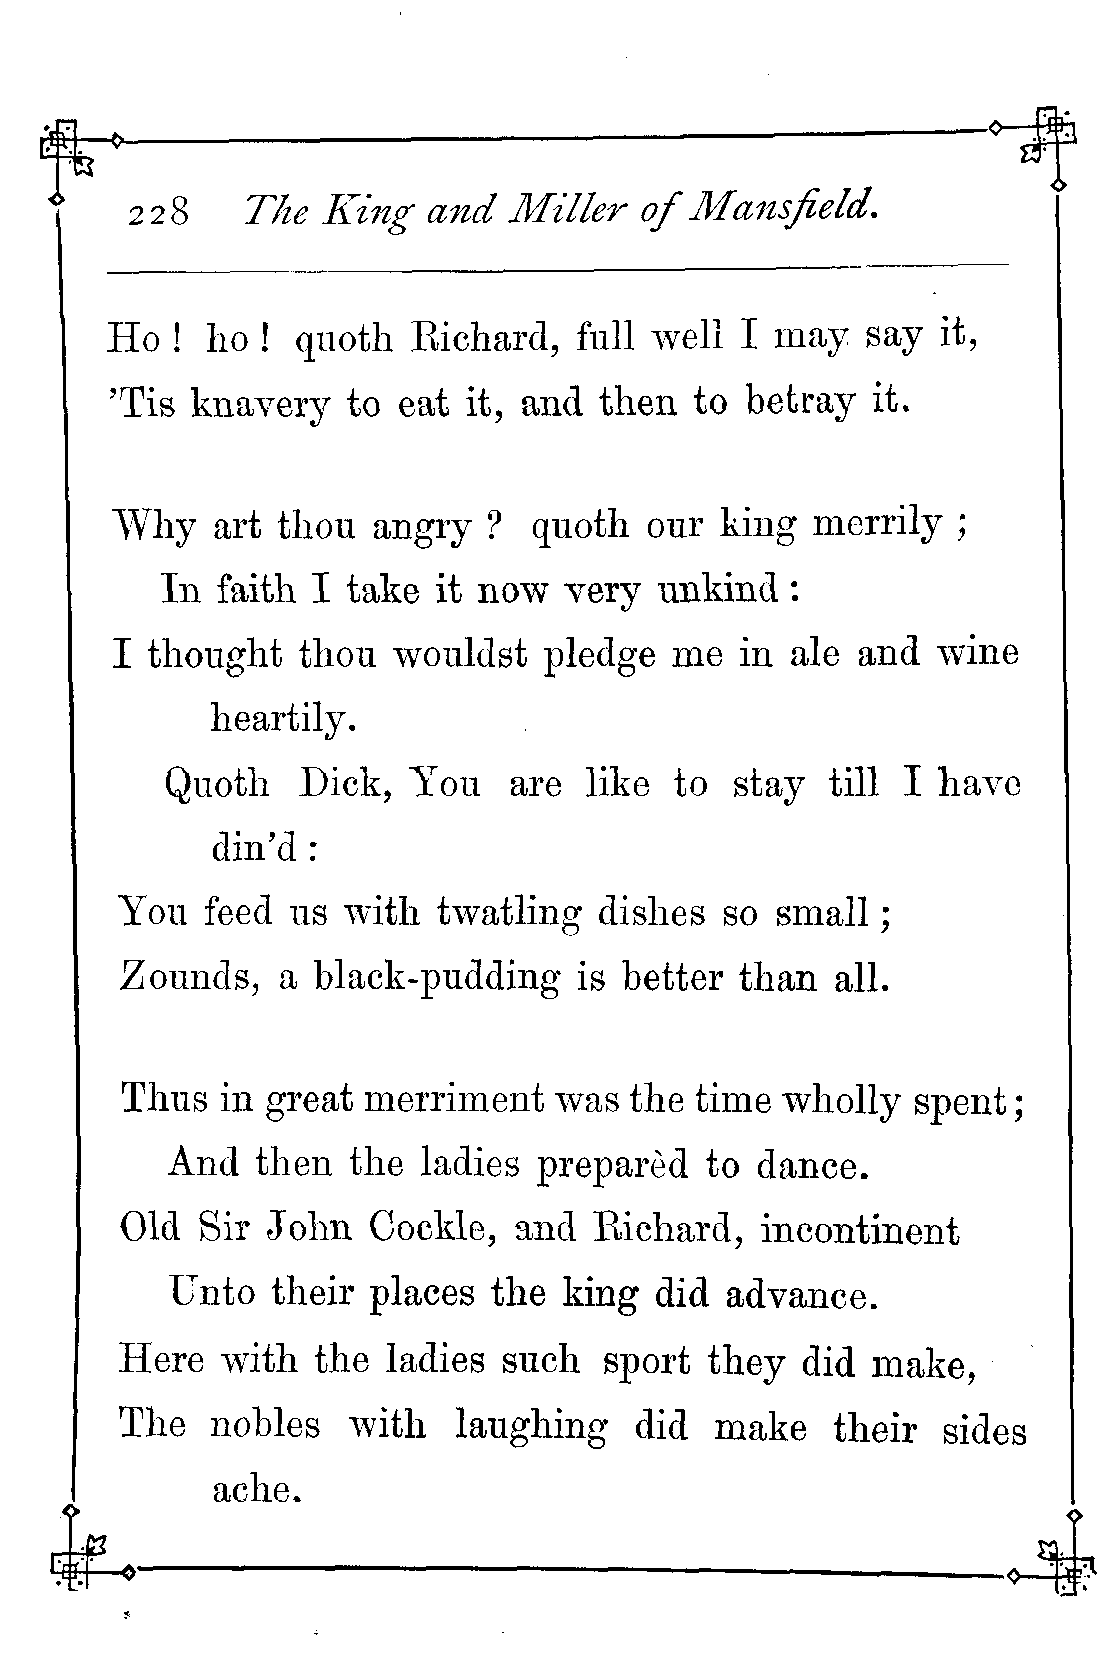 228 The King and Miller of Mansfield.
Ho ! ho ! quoth Richard, full well I may say it,
’Tis knavery to eat it, and then to betray it.
Why art thou angry ? quoth our king merrily ;
In faith I take it now very unkind :
I thought thou wouldst pledge me in ale and wine
heartily.
Quoth Dick, You are like to stay till I have
din’d :
You feed us with twatling dishes so small ;
Zounds, a black-pudding is better than all.
Thus in great merriment was the time wholly spent ;
And then the ladies preparèd to dance.
Old Sir John Cockle, and Richard, incontinent
Unto their places the king did advance.
Here with the ladies such sport they did make,
The nobles with laughing did make their sides
ache.